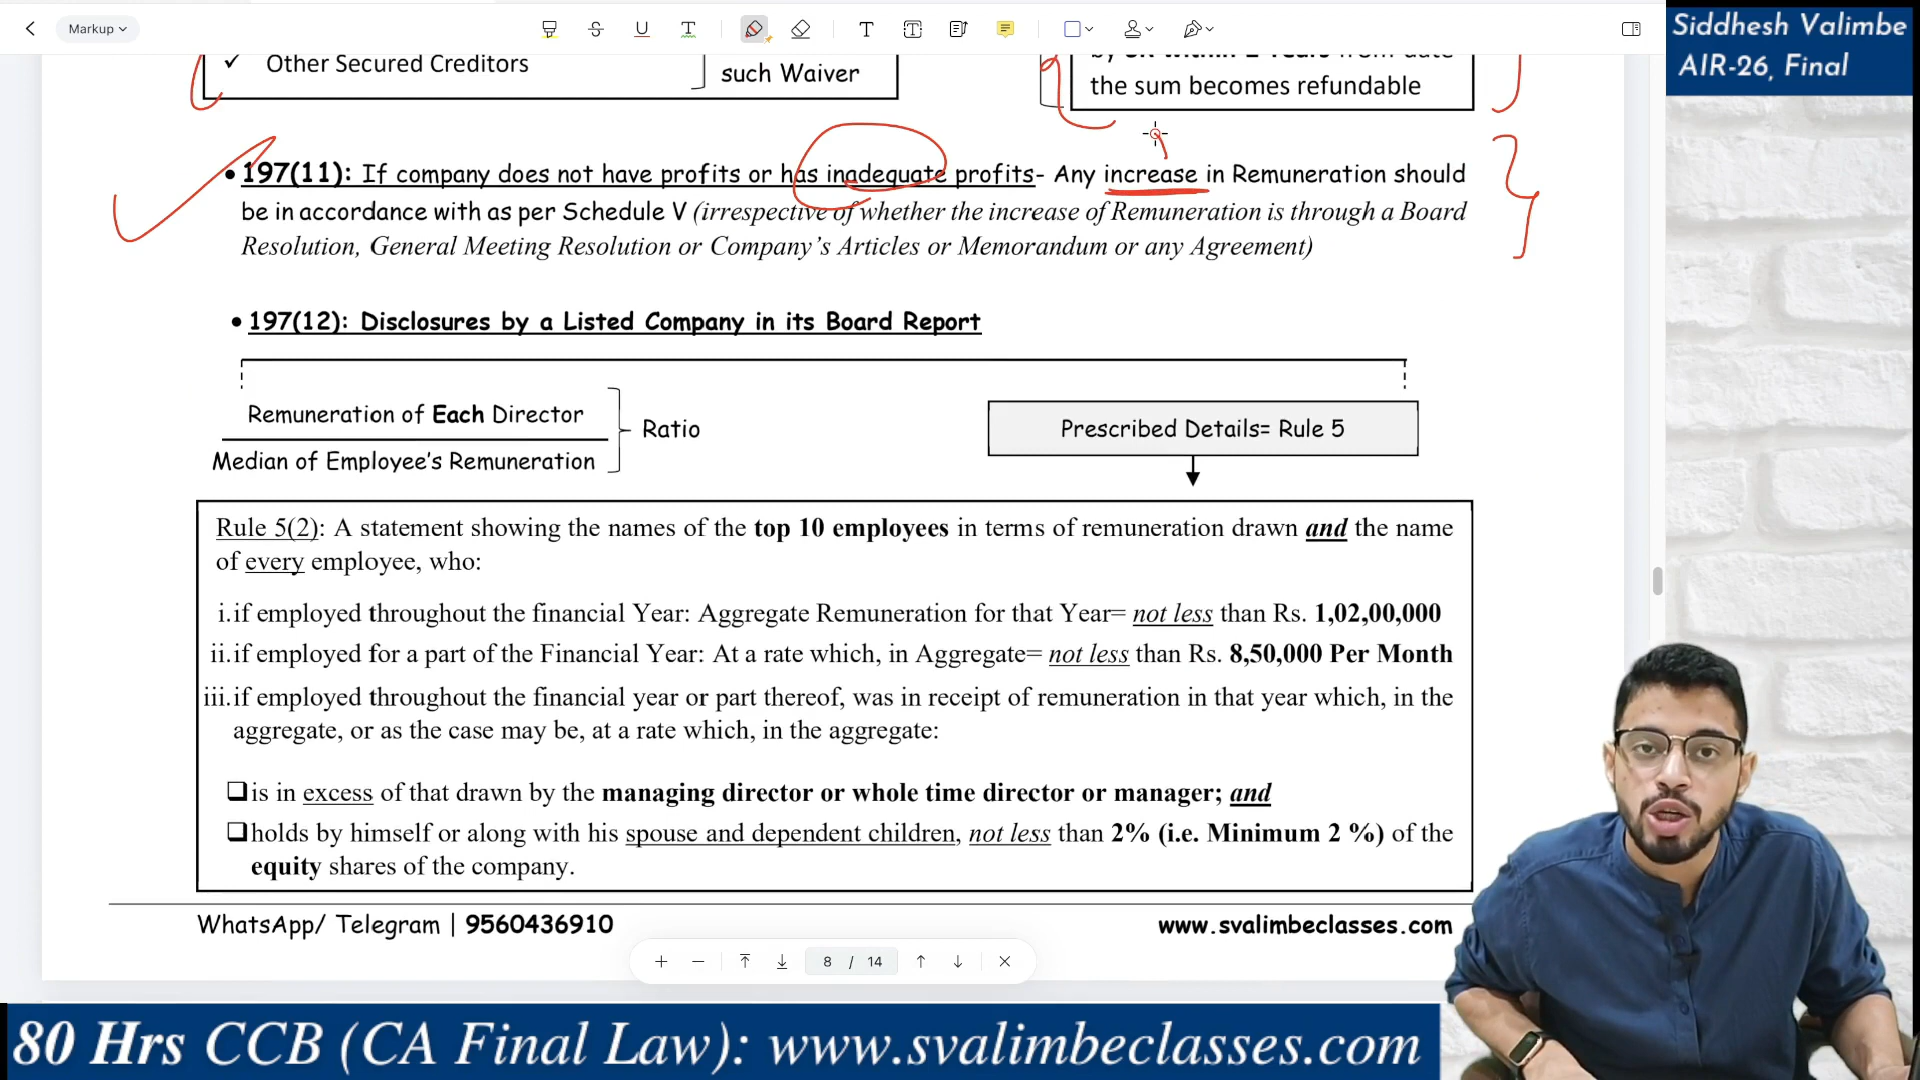 Markup
Siddhesh Valimbe
AIR-26, Final
✓ Other Secured Creditors
such Waiver
the sum becomes refundable
• 197(11): If company does not have profits or has inadequate profits- Any increase in Remuneration should
be in accordance with as per Schedule V (irrespective of whether the increase of Remuneration is through a Board
Resolution, General Meeting Resolution or Company's Articles or Memorandum or any Agreement)
• 197(12): Disclosures by a Listed Company in its Board Report
Remuneration of Each Director
Median of Employee's Remuneration
Ratio
Prescribed Details= Rule 5
Rule 5(2): A statement showing the names of the top 10 employees in terms of remuneration drawn and the name
of every employee, who:
i. if employed throughout the financial Year: Aggregate Remuneration for that Year= not less than Rs. 1,02,00,000
ii. if employed for a part of the Financial Year: At a rate which, in Aggregate= not less than Rs. 8,50,000 Per Month
iii. if employed throughout the financial year or part thereof, was in receipt of remuneration in that year which, in the
aggregate, or as the case may be, at a rate which, in the aggregate:
❑ is in excess of that drawn by the managing director or whole time director or manager; and
❑ holds by himself or along with his spouse and dependent children, not less than 2% (i.e. Minimum 2 %) of the
equity shares of the company.
WhatsApp/ Telegram | 9560436910
www.svalimbeclasses.com
8 / 14
80 Hrs CCB (CA Final Law): www.svalimbeclasses.com